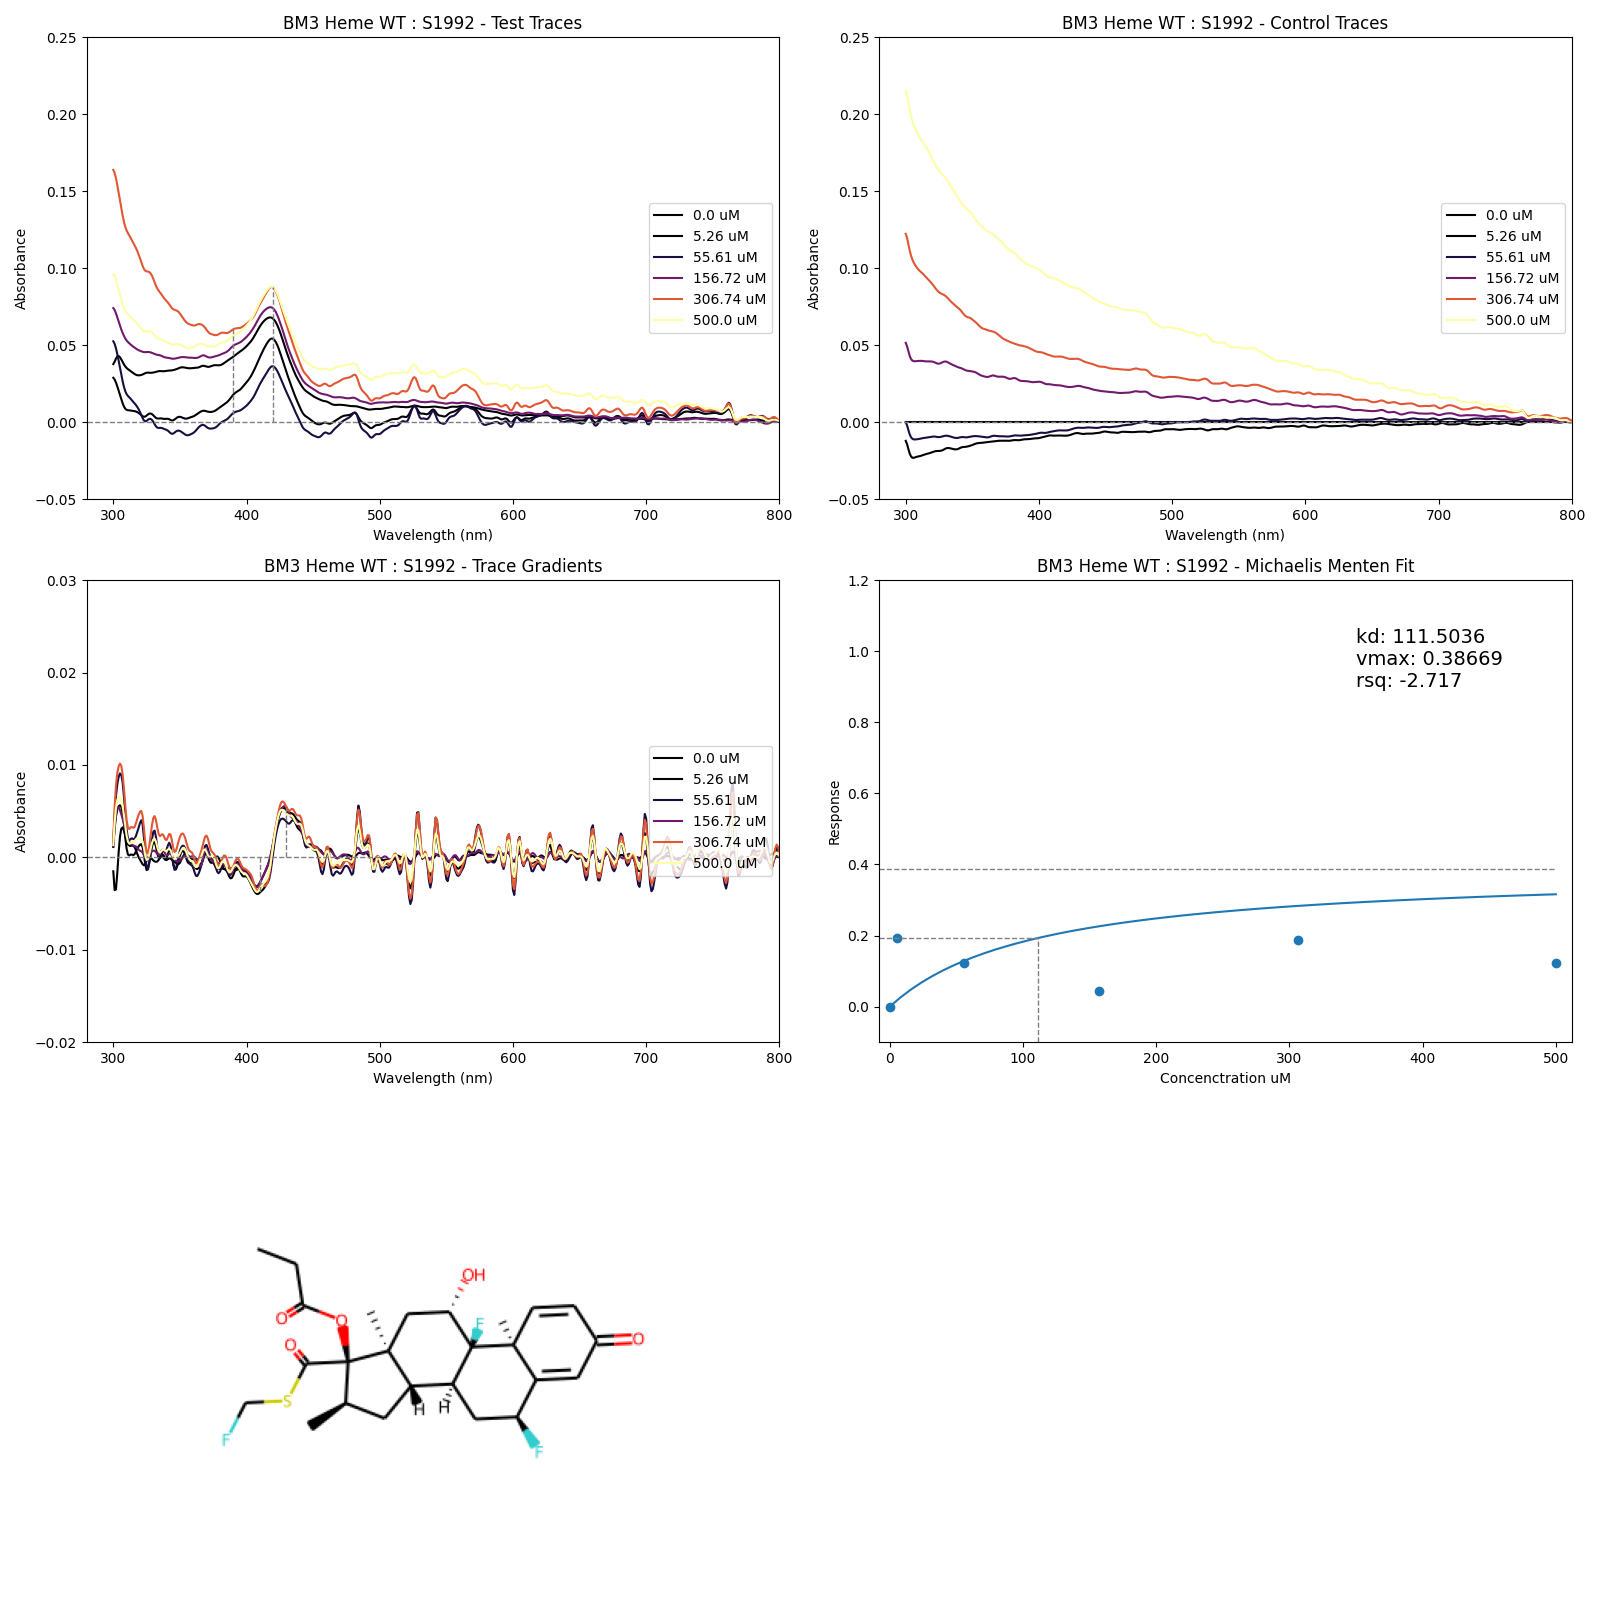 BM3 Heme WT : S1992 - Test Traces
0.25
0.20
0.15
0.10
0.05
0.00
−0.05
Absorbance
300 400 500 600 700 800
Wavelength (nm)
0.0 uM
5.26 uM
55.61 uM
156.72 uM
306.74 uM
500.0 uM
BM3 Heme WT : S1992 - Control Traces
0.25
0.20
0.15
0.10
0.05
0.00
−0.05
Absorbance
300 400 500 600 700 800
Wavelength (nm)
0.0 uM
5.26 uM
55.61 uM
156.72 uM
306.74 uM
500.0 uM
BM3 Heme WT : S1992 - Trace Gradients
0.03
0.02
0.01
0.00
−0.01
−0.02
Absorbance
300 400 500 600 700 800
Wavelength (nm)
0.0 uM
5.26 uM
55.61 uM
156.72 uM
306.74 uM
500.0 uM
BM3 Heme WT : S1992 - Michaelis Menten Fit
1.2
1.0
0.8
0.6
0.4
0.2
0.0
Response
0 100 200 300 400 500
Concenctration uM
kd: 111.5036
vmax: 0.38669
rsq: -2.717
OH
O O F
O O
S
H H
F F